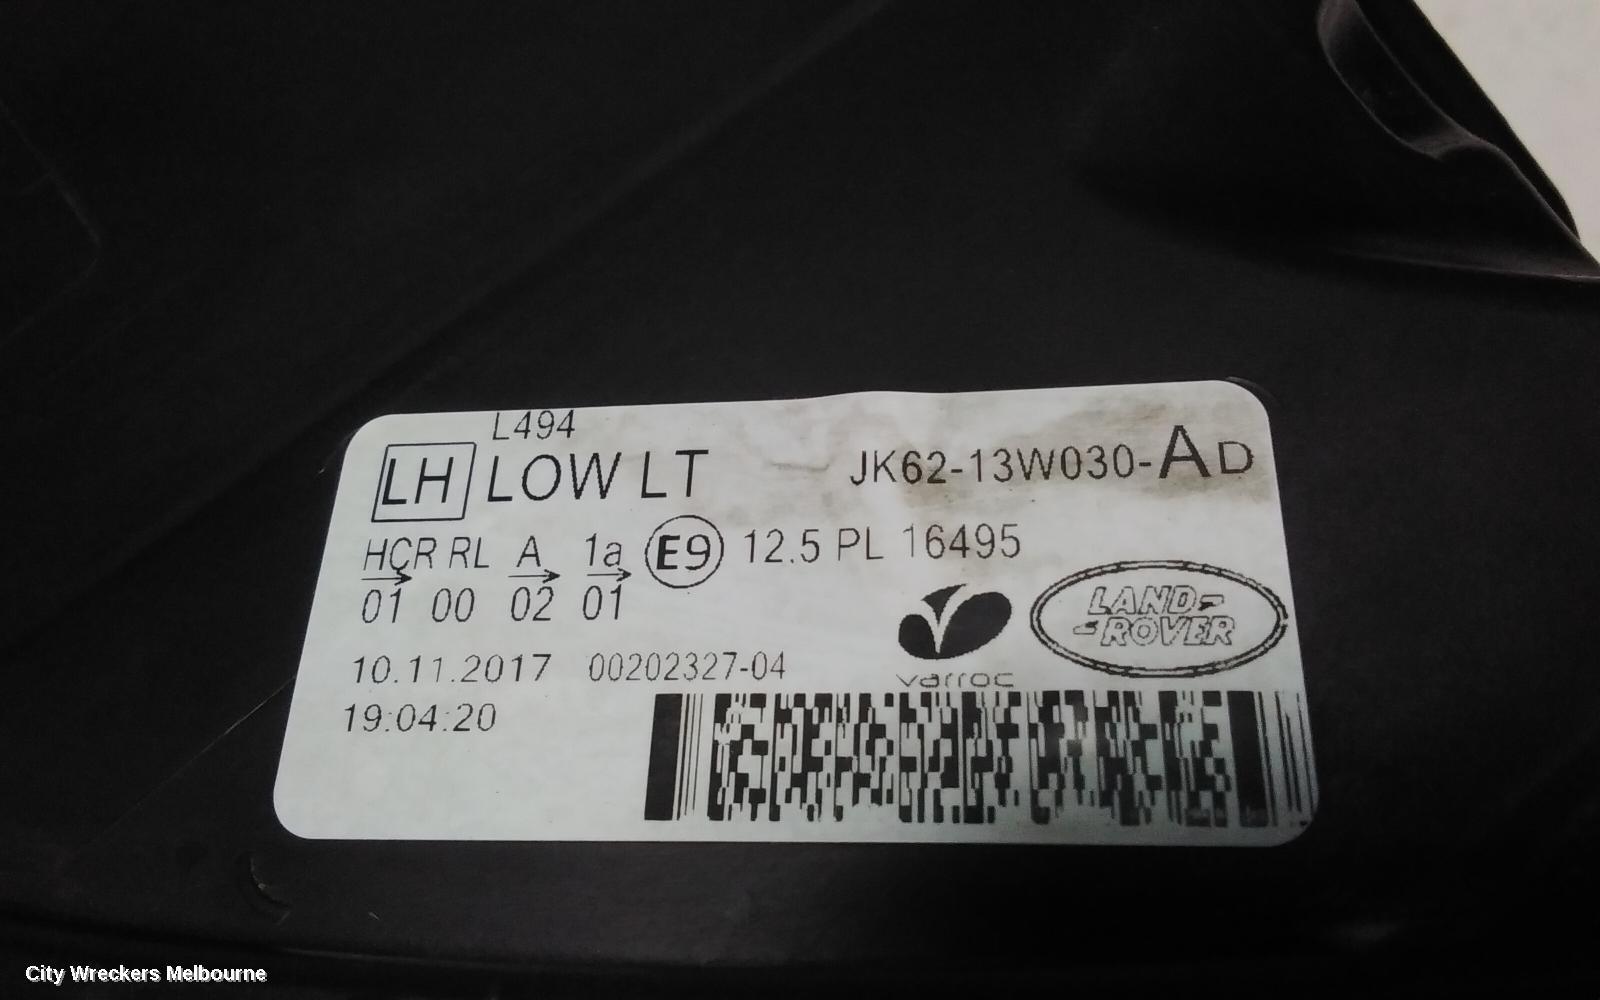 L494
LH LOW LT JK62-13W030-AD
HCR RL A 1a E9 12.5 PL 16495
01 00 02 01
LAND-
-ROVER
10.11.2017 00202327-04
varroc
19:04:20
City Wreckers Melbourne